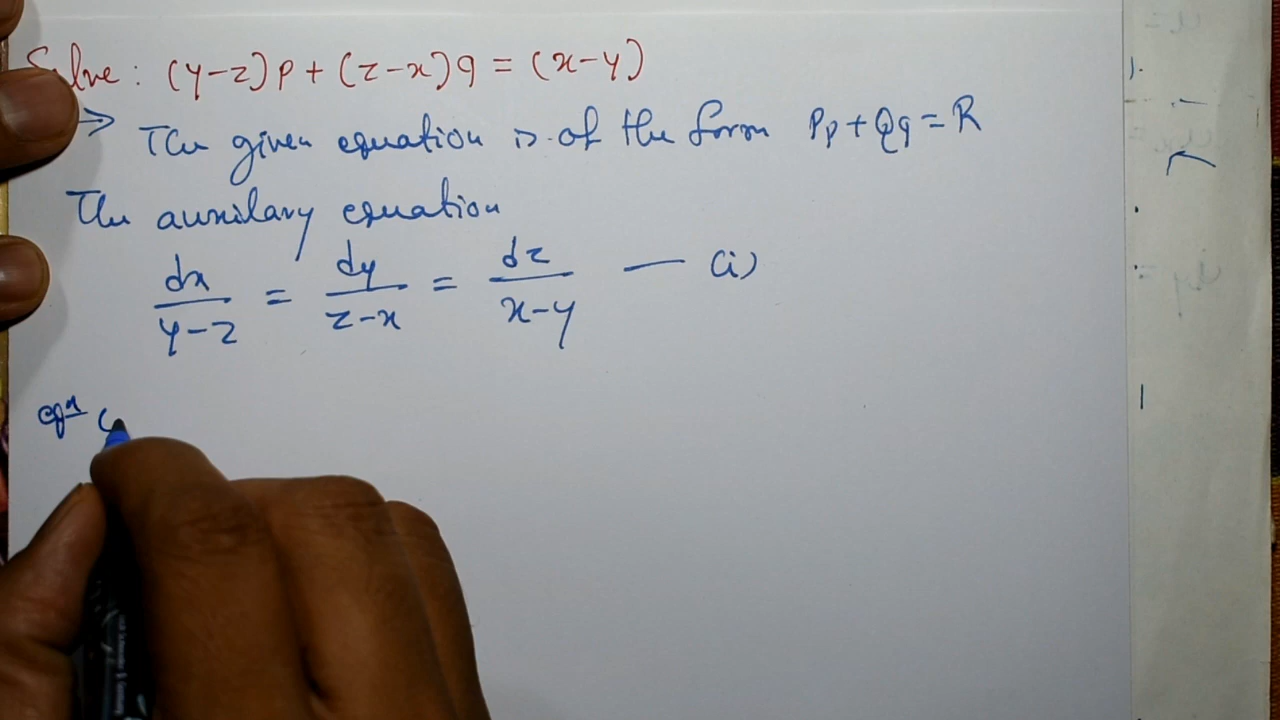 Solve: (y-z)p + (z-x)q = (x-y)
⇒ The given equation is of the form Pp + Qq = R
The auxilary equation
dx/y-z = dy/z-x = dz/x-y — (i)
eqn (